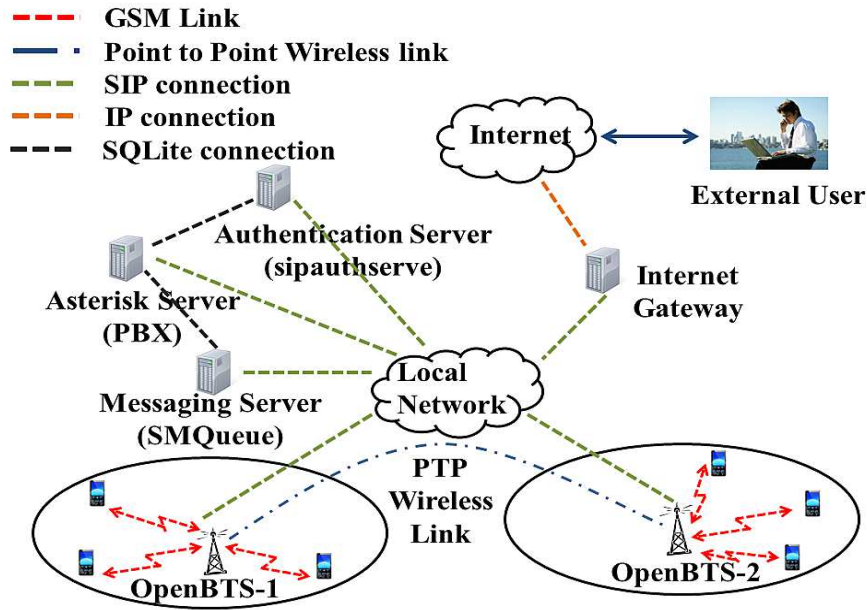 GSM Link
Point to Point Wireless link
SIP connection
IP connection
SQLite connection
Internet
External User
Authentication Server
(sipauthserve)
Asterisk Server
(PBX)
Internet
Gateway
Messaging Server
(SMQueue)
Local
Network
PTP
Wireless
Link
OpenBTS-1
OpenBTS-2